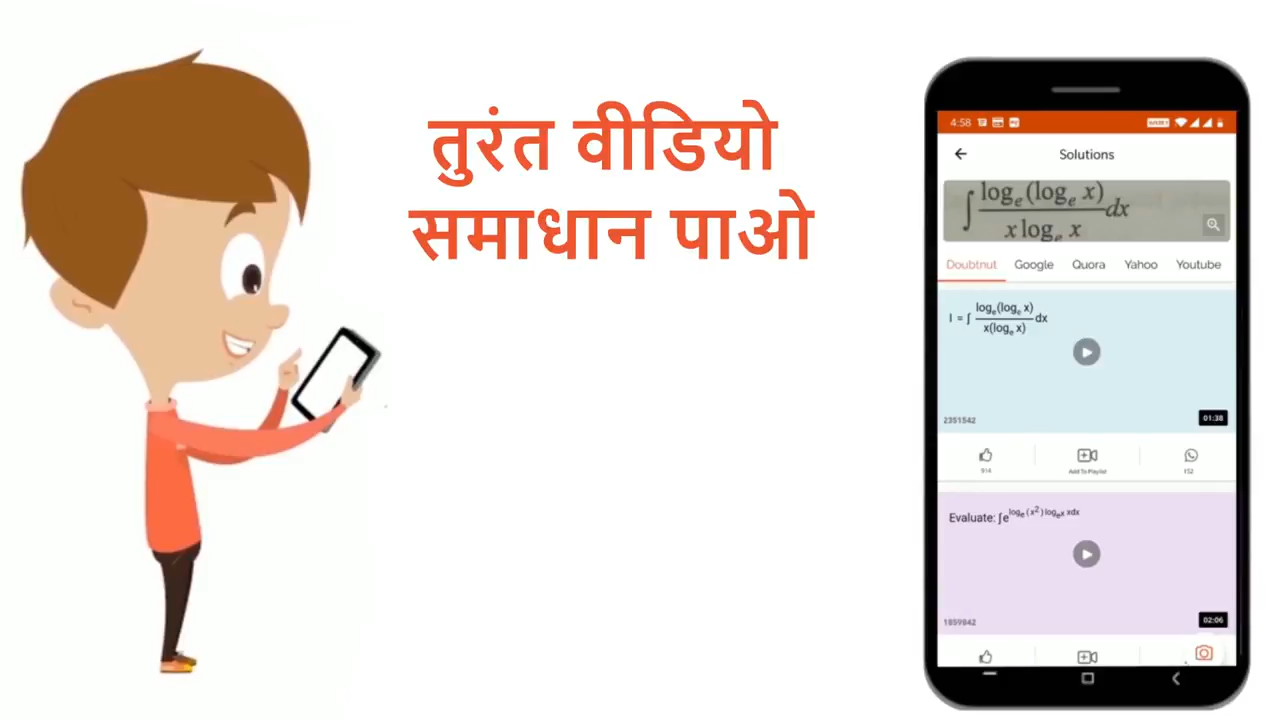 तुरंत वीडियो
समाधान पाओ
4:58
Solutions
∫ logₑ(logₑ x) / x logₑ x dx
Doubtnut Google Quora Yahoo Youtube
I = ∫ logₑ(logₑ x) / x(logₑ x) dx
2351542
01:38
914
Add To Playlist
152
Evaluate: ∫e^logₑ(x²)logₑx xdx
1859842
02:06